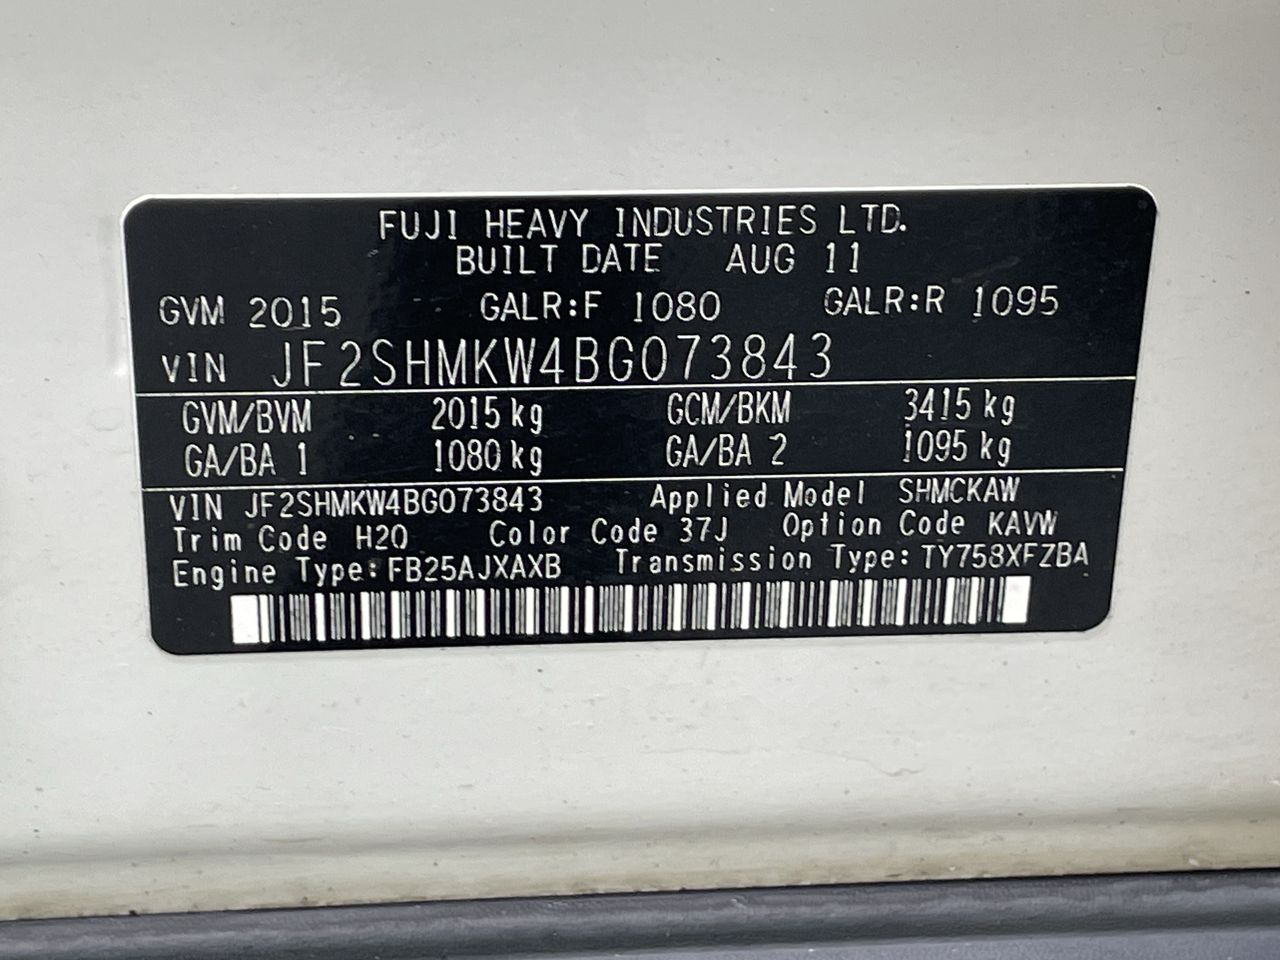 FUJI HEAVY INDUSTRIES LTD.
BUILT DATE AUG 11
GVM 2015 GALR:F 1080 GALR:R 1095
VIN JF2SHMKW4BG073843
GVM/BVM 2015 kg GCM/BKM 3415 kg
GA/BA 1 1080 kg GA/BA 2 1095 kg
VIN JF2SHMKW4BG073843 Applied Model SHMCKAW
Trim Code H20 Color Code 37J Option Code KAVW
Engine Type: FB25AJXAXB Transmission Type: TY758XFZBA